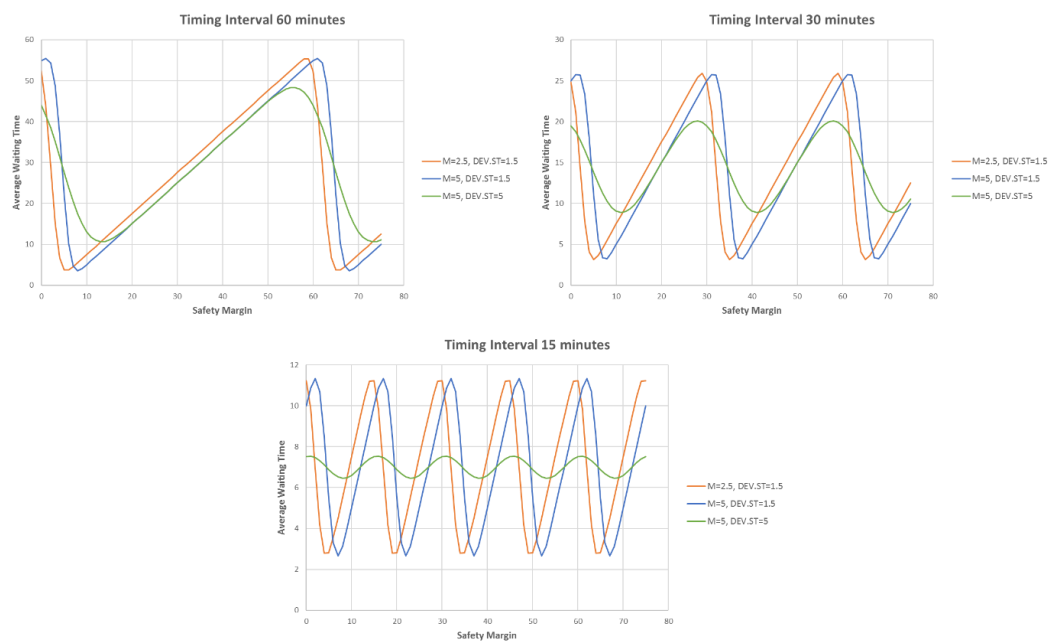 Timing Interval 60 minutes
60
50
40
30
20
10
0
Average Waiting Time
0 10 20 30 40 50 60 70 80
Safety Margin
M=2.5, DEV.ST=1.5
M=5, DEV.ST=1.5
M=5, DEV.ST=5
Timing Interval 30 minutes
30
25
20
15
10
5
0
Average Waiting Time
0 10 20 30 40 50 60 70 80
Safety Margin
M=2.5, DEV.ST=1.5
M=5, DEV.ST=1.5
M=5, DEV.ST=5
Timing Interval 15 minutes
12
10
8
6
4
2
0
Average Waiting Time
0 10 20 30 40 50 60 70 80
Safety Margin
M=2.5, DEV.ST=1.5
M=5, DEV.ST=1.5
M=5, DEV.ST=5